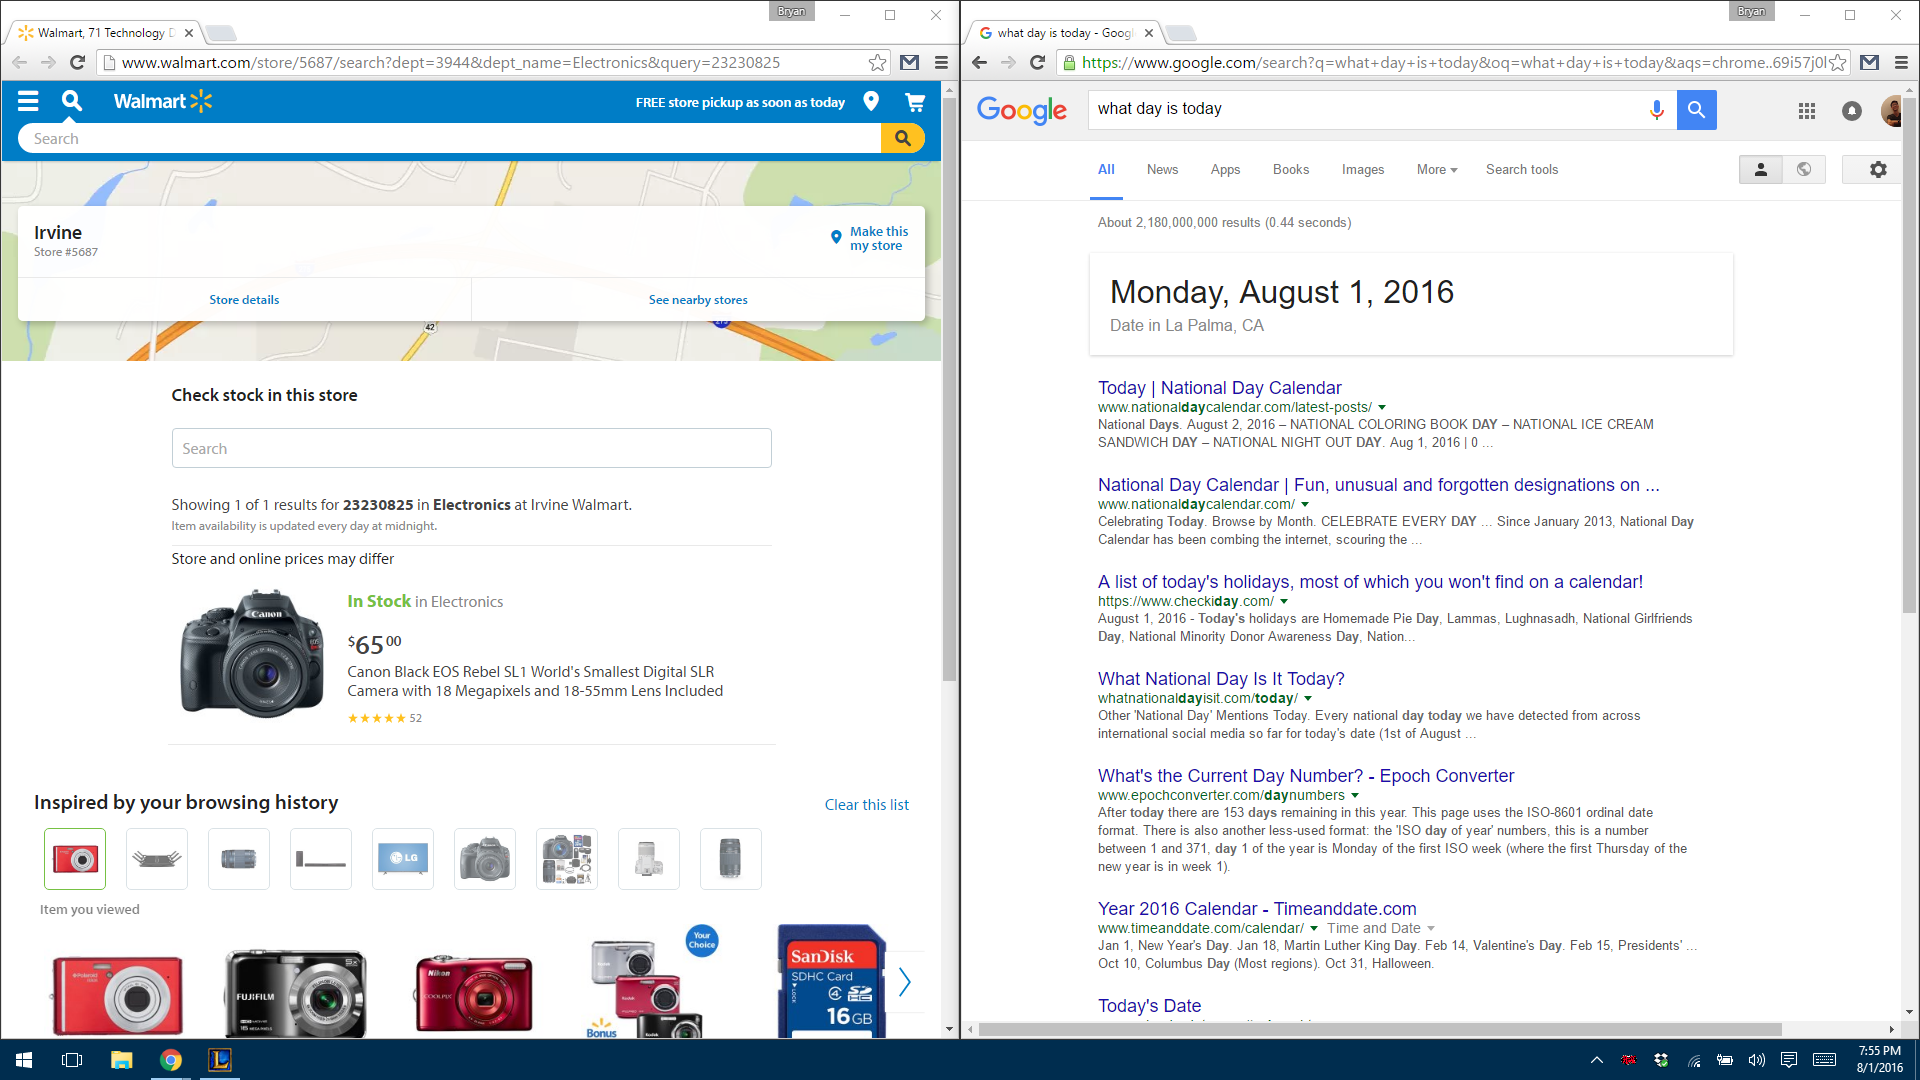 Bryan
Walmart, 71 Technology D
www.walmart.com/store/5687/search?dept=3944&dept_name=Electronics&query=23230825
Walmart
FREE store pickup as soon as today
Search
Irvine
Store #5687
Make this
my store
Store details
See nearby stores
42
Check stock in this store
Search
Showing 1 of 1 results for 23230825 in Electronics at Irvine Walmart.
Item availability is updated every day at midnight.
Store and online prices may differ
Canon
In Stock in Electronics
$65 00
Canon Black EOS Rebel SL1 World's Smallest Digital SLR
Camera with 18 Megapixels and 18-55mm Lens Included
52
Inspired by your browsing history
Clear this list
LG
Item you viewed
Polaroid
FUJIFILM
5x
16 MEGA PIXELS
Nikon
COOLPIX
Your
Choice
Kodak
Bonus
SanDisk
SDHC Card
LOCK
4
16 GB
Bryan
what day is today - Googl
https://www.google.com/search?q=what+day+is+today&oq=what+day+is+today&aqs=chrome..69i57j0l
Google
what day is today
All
News
Apps
Books
Images
More
Search tools
About 2,180,000,000 results (0.44 seconds)
Monday, August 1, 2016
Date in La Palma, CA
Today | National Day Calendar
www.nationaldaycalendar.com/latest-posts/
National Days. August 2, 2016 – NATIONAL COLORING BOOK DAY – NATIONAL ICE CREAM
SANDWICH DAY – NATIONAL NIGHT OUT DAY. Aug 1, 2016 | 0 ...
National Day Calendar | Fun, unusual and forgotten designations on ...
www.nationaldaycalendar.com/
Celebrating Today. Browse by Month. CELEBRATE EVERY DAY ... Since January 2013, National Day
Calendar has been combing the internet, scouring the ...
A list of today's holidays, most of which you won't find on a calendar!
https://www.checkiday.com/
August 1, 2016 - Today's holidays are Homemade Pie Day, Lammas, Lughnasadh, National Girlfriends
Day, National Minority Donor Awareness Day, Nation...
What National Day Is It Today?
whatnationaldayisit.com/today/
Other 'National Day' Mentions Today. Every national day today we have detected from across
international social media so far for today's date (1st of August ...
What's the Current Day Number? - Epoch Converter
www.epochconverter.com/daynumbers
After today there are 153 days remaining in this year. This page uses the ISO-8601 ordinal date
format. There is also another less-used format: the 'ISO day of year' numbers, this is a number
between 1 and 371, day 1 of the year is Monday of the first ISO week (where the first Thursday of the
new year is in week 1).
Year 2016 Calendar - Timeanddate.com
www.timeanddate.com/calendar/ Time and Date
Jan 1, New Year's Day. Jan 18, Martin Luther King Day. Feb 14, Valentine's Day. Feb 15, Presidents' ...
Oct 10, Columbus Day (Most regions). Oct 31, Halloween.
Today's Date
7:55 PM
8/1/2016